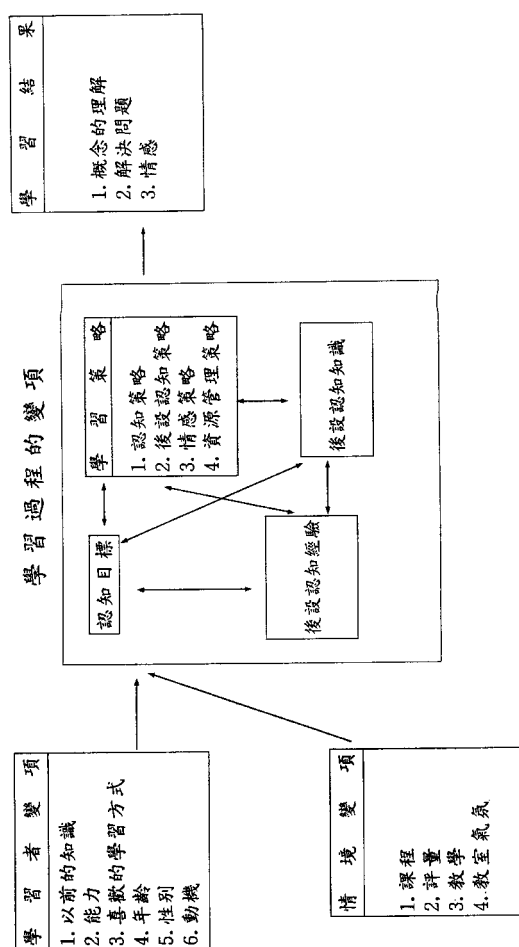 學習過程的變項
學習者變項
1. 以前的知識
2. 能力
3. 喜歡的學習方式
4. 年齡
5. 性別
6. 動機
情境變項
1. 課程
2. 評量
3. 教學
4. 教室氣氛
認知目標
學習策略
1. 認知策略
2. 後設認知策略
3. 情感策略
4. 資源管理策略
後設認知經驗
後設認知知識
學習結果
1. 概念的理解
2. 解決問題
3. 情感